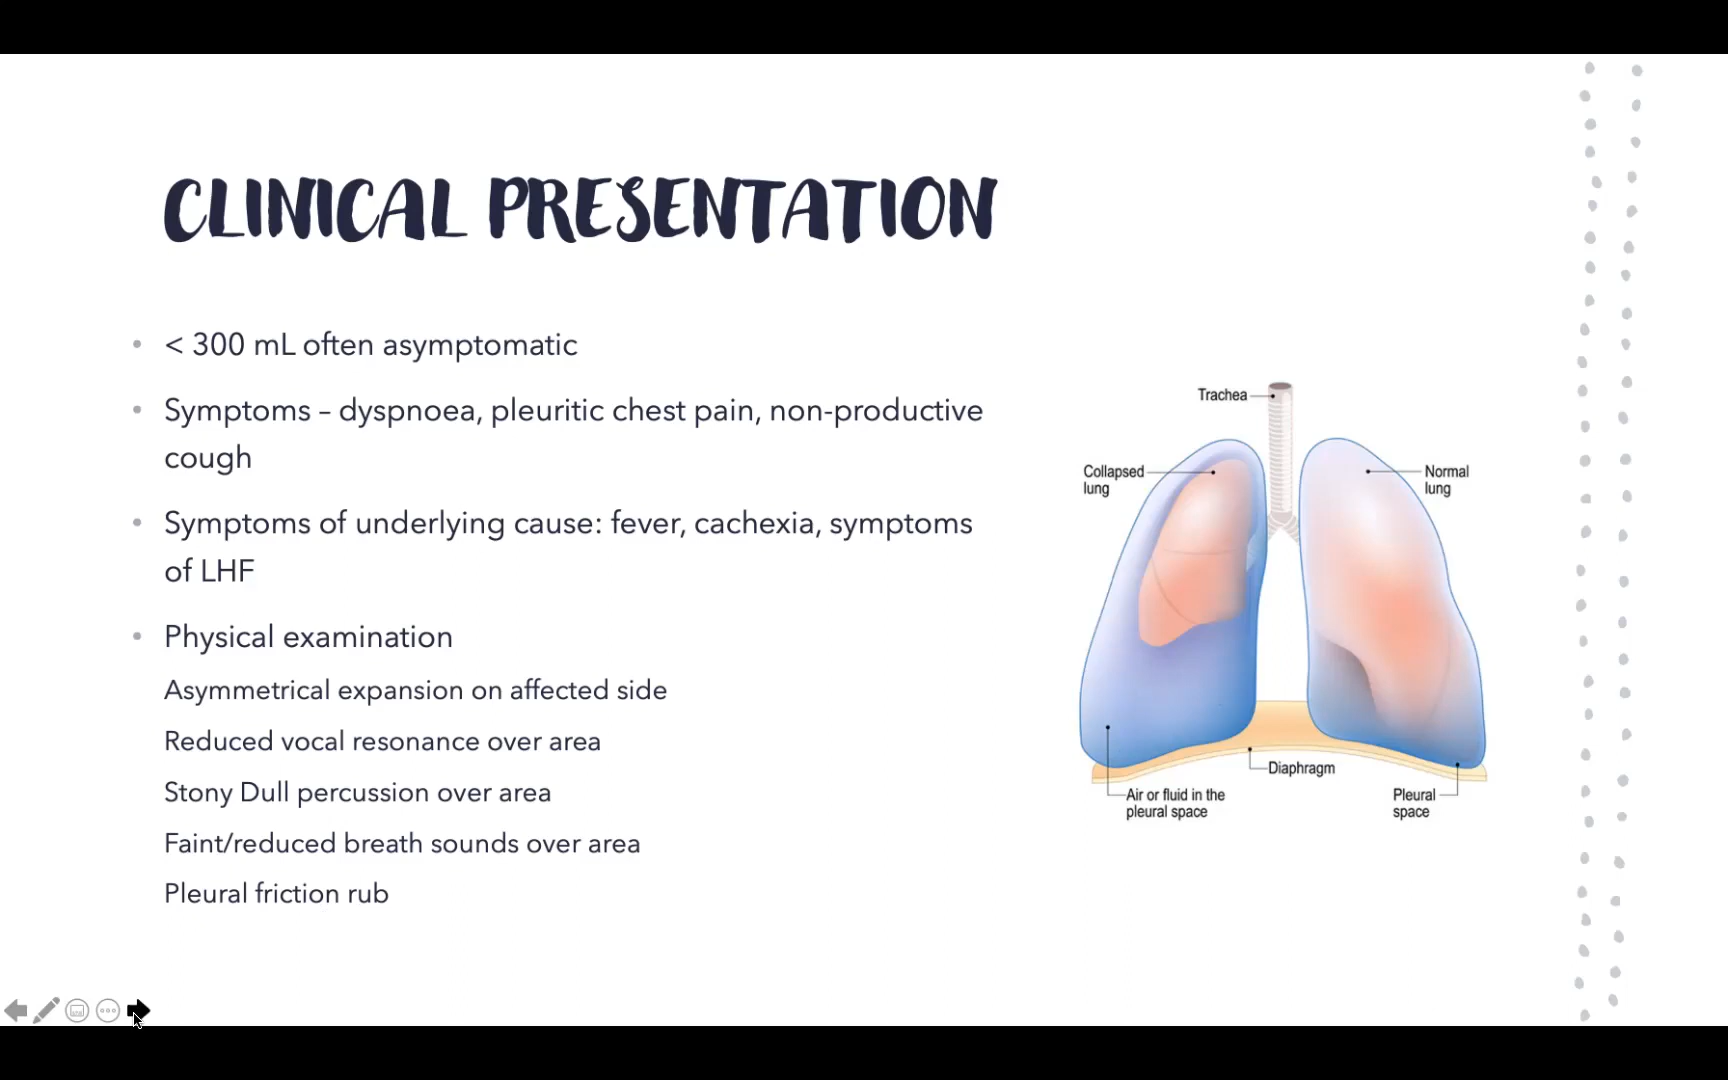 CLINICAL PRESENTATION
< 300 mL often asymptomatic
Symptoms – dyspnoea, pleuritic chest pain, non-productive
cough
Symptoms of underlying cause: fever, cachexia, symptoms
of LHF
Physical examination
Asymmetrical expansion on affected side
Reduced vocal resonance over area
Stony Dull percussion over area
Faint/reduced breath sounds over area
Pleural friction rub
Trachea
Collapsed
lung
Normal
lung
Diaphragm
Air or fluid in the
pleural space
Pleural
space